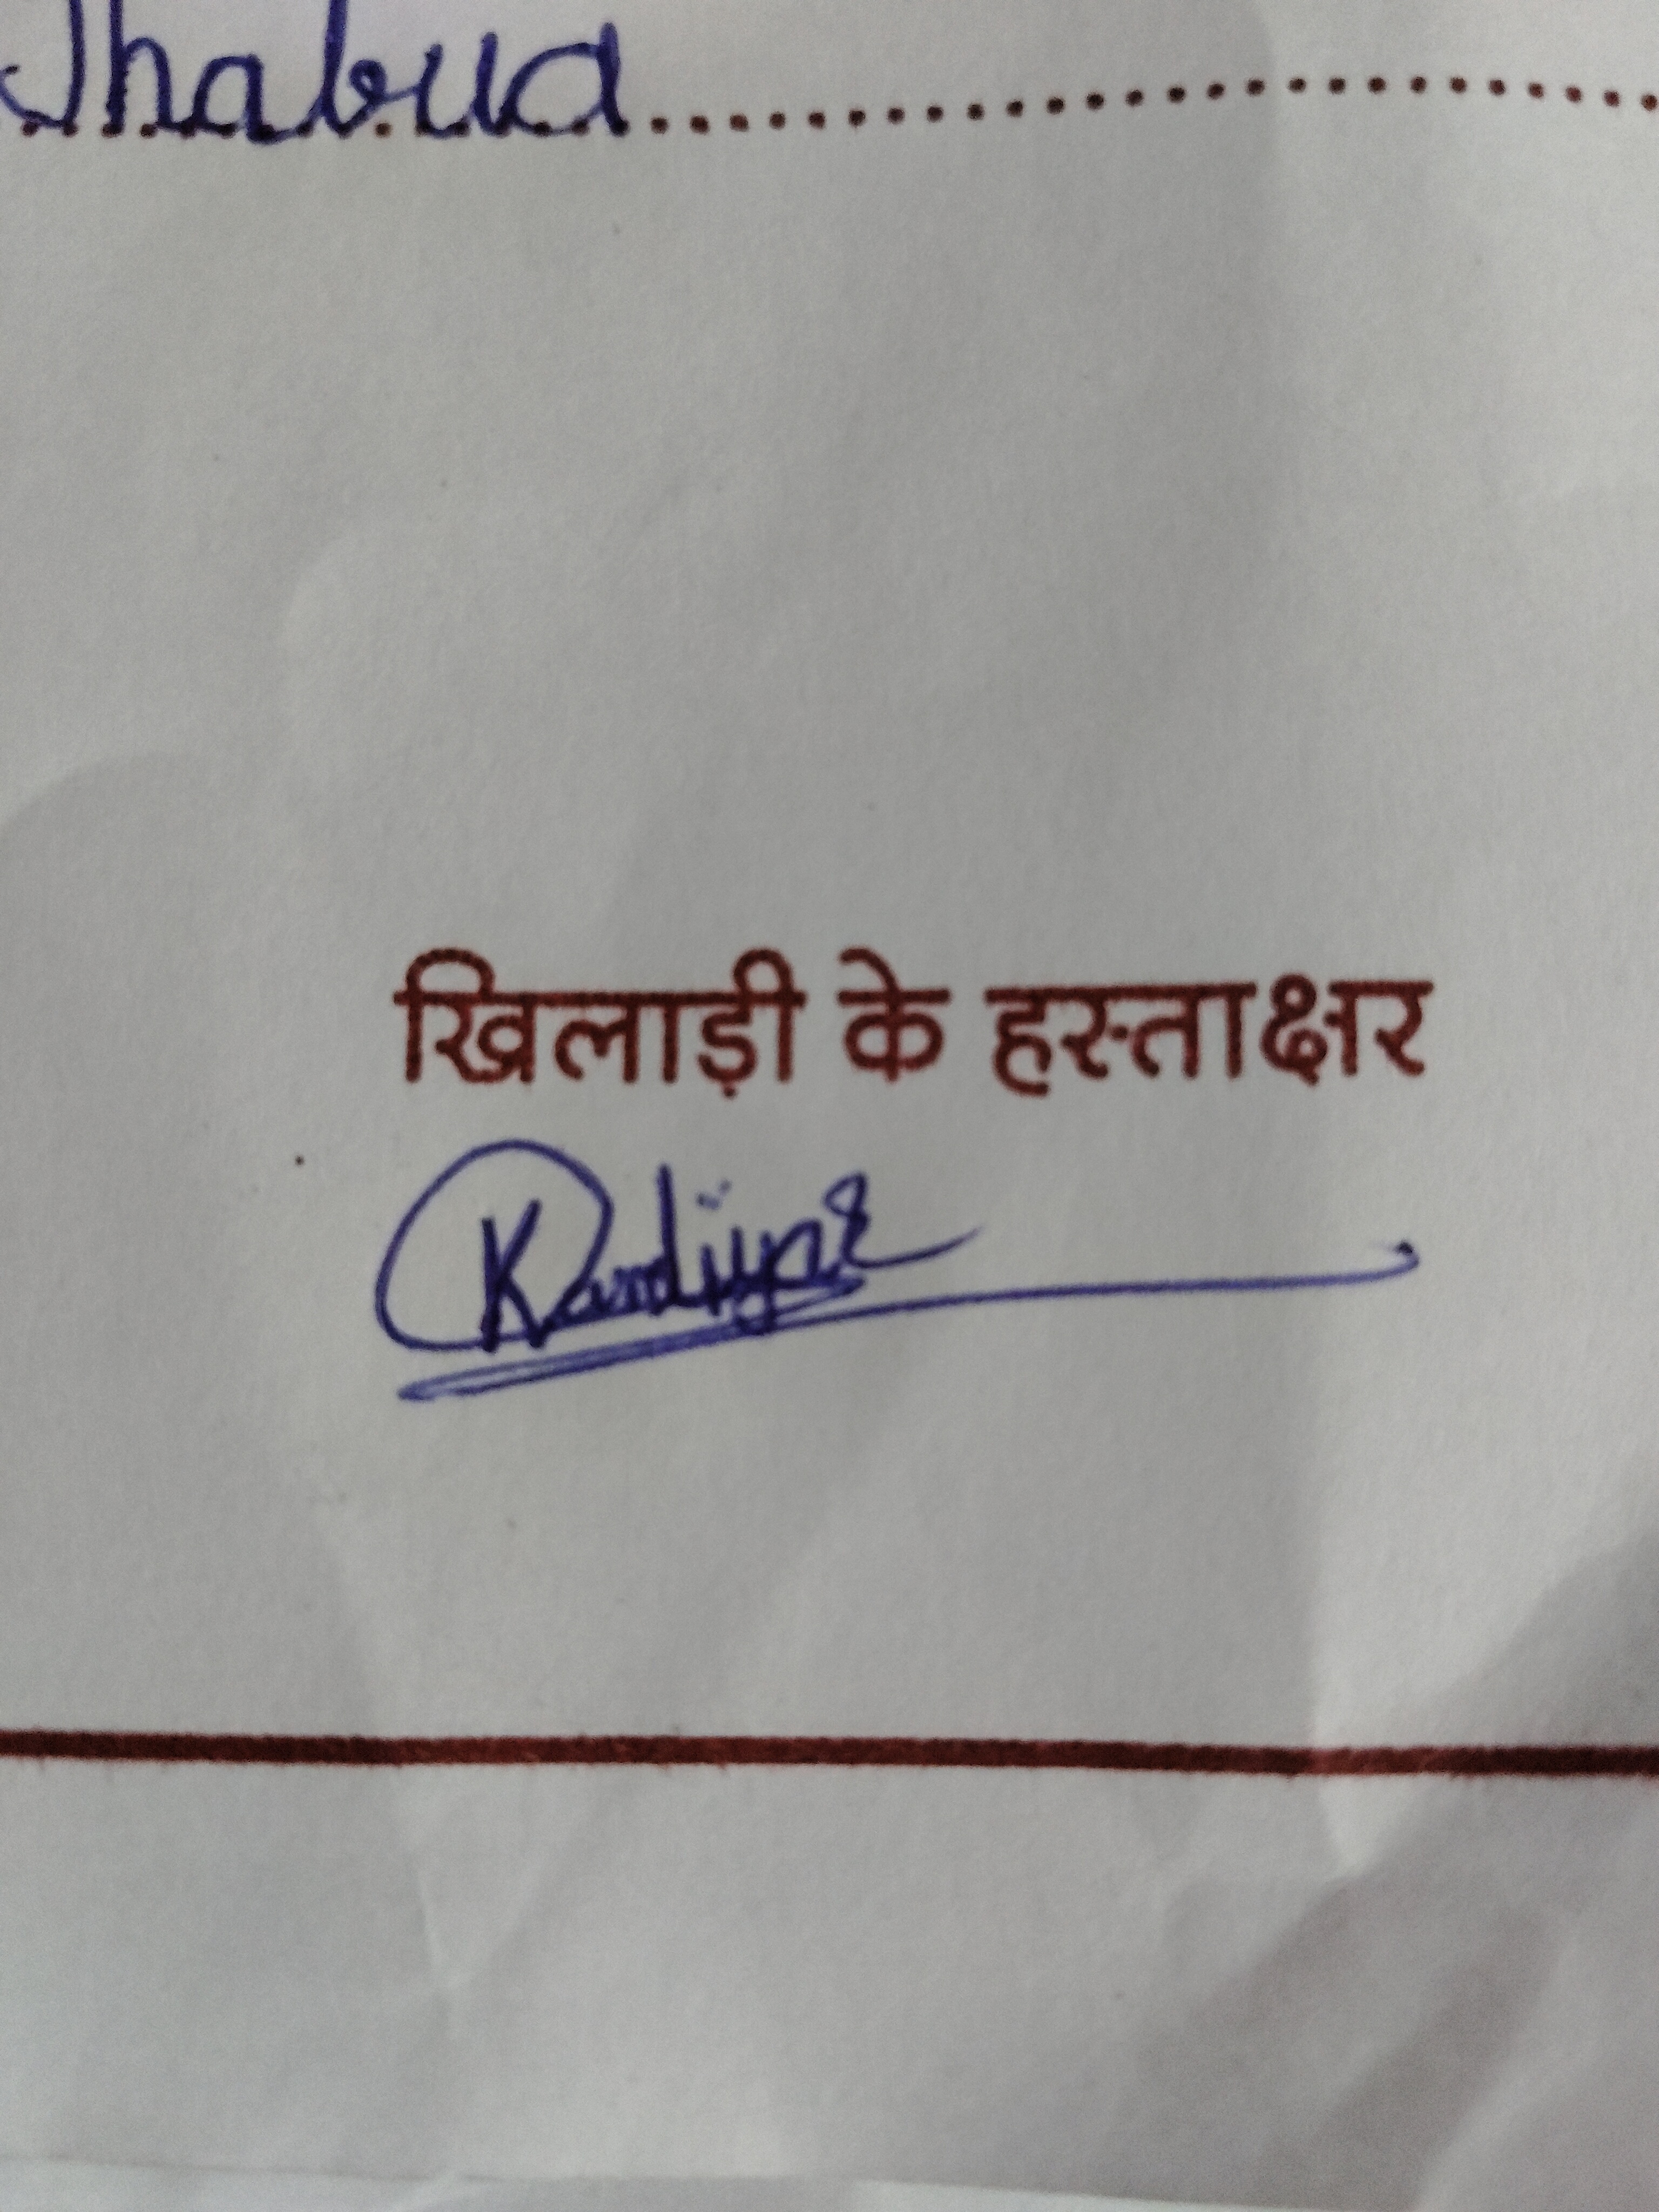 Jhabua..............................
खिलाड़ी के हस्ताक्षर